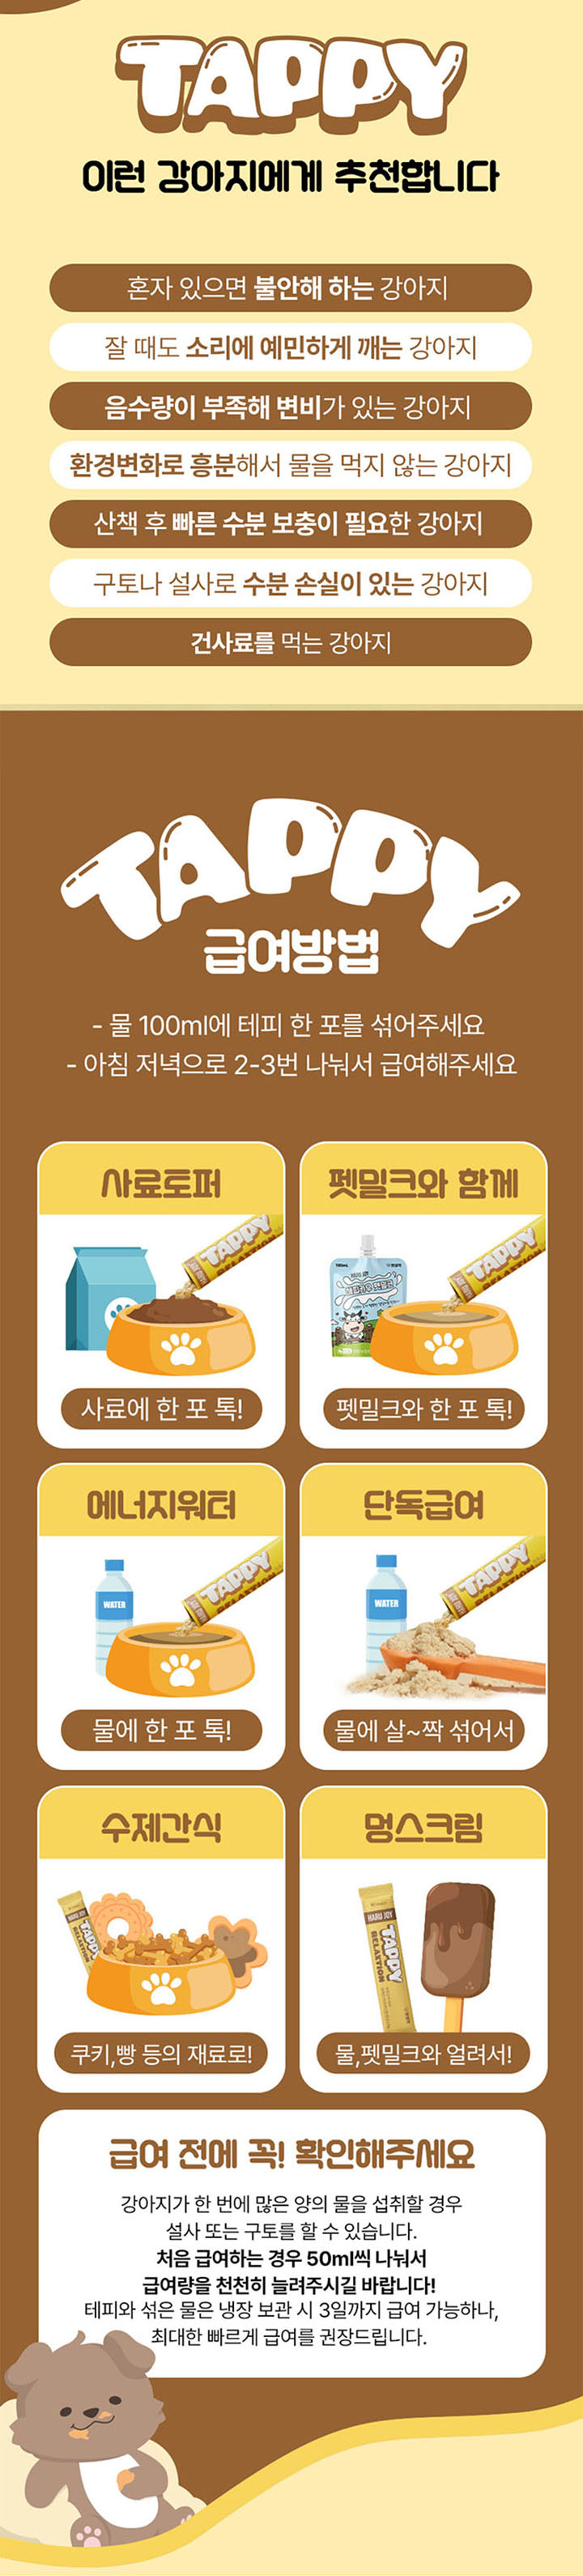 TAPPY
이런 강아지에게 추천합니다
혼자 있으면 불안해 하는 강아지
잘 때도 소리에 예민하게 깨는 강아지
음수량이 부족해 변비가 있는 강아지
환경변화로 흥분해서 물을 먹지 않는 강아지
산책 후 빠른 수분 보충이 필요한 강아지
구토나 설사로 수분 손실이 있는 강아지
건사료를 먹는 강아지
TAPPY
급여방법
- 물 100ml에 테피 한 포를 섞어주세요
- 아침 저녁으로 2-3번 나눠서 급여해주세요
사료토퍼
TAPPY
사료에 한 포 톡!
펫밀크와 함께
TAPPY
펫밀크와 한 포 톡!
에너지워터
TAPPY
WATER
물에 한 포 톡!
단독급여
TAPPY
WATER
물에 살~짝 섞어서
수제간식
HARU JOY
TAPPY
쿠키,빵 등의 재료로!
멍스크림
HARU JOY
TAPPY
RELAXTION
물,펫밀크와 얼려서!
급여 전에 꼭! 확인해주세요
강아지가 한 번에 많은 양의 물을 섭취할 경우
설사 또는 구토를 할 수 있습니다.
처음 급여하는 경우 50ml씩 나눠서
급여량을 천천히 늘려주시길 바랍니다!
테피와 섞은 물은 냉장 보관 시 3일까지 급여 가능하나,
최대한 빠르게 급여를 권장드립니다.